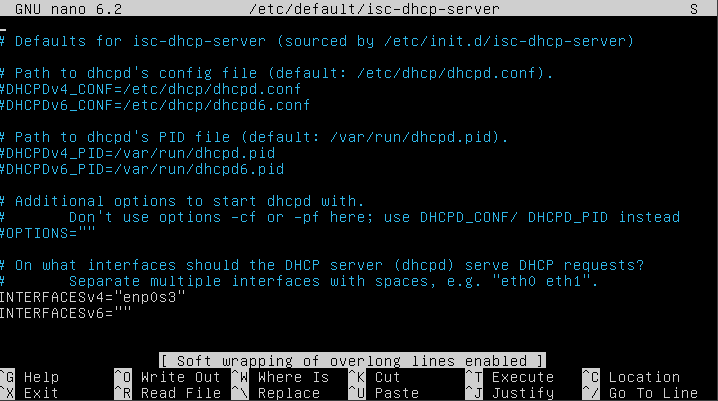 GNU nano 6.2 /etc/default/isc-dhcp-server S
# Defaults for isc-dhcp-server (sourced by /etc/init.d/isc-dhcp-server)
# Path to dhcpd's config file (default: /etc/dhcp/dhcpd.conf).
#DHCPDv4_CONF=/etc/dhcp/dhcpd.conf
#DHCPDv6_CONF=/etc/dhcp/dhcpd6.conf
# Path to dhcpd's PID file (default: /var/run/dhcpd.pid).
#DHCPDv4_PID=/var/run/dhcpd.pid
#DHCPDv6_PID=/var/run/dhcpd6.pid
# Additional options to start dhcpd with.
# Don't use options -cf or -pf here; use DHCPD_CONF/ DHCPD_PID instead
#OPTIONS=""
# On what interfaces should the DHCP server (dhcpd) serve DHCP requests?
# Separate multiple interfaces with spaces, e.g. "eth0 eth1".
INTERFACESv4="enp0s3"
INTERFACESv6=""
[ Soft wrapping of overlong lines enabled ]
^G Help ^O Write Out ^W Where Is ^K Cut ^T Execute ^C Location
^X Exit ^R Read File ^\ Replace ^U Paste ^J Justify ^/ Go To Line